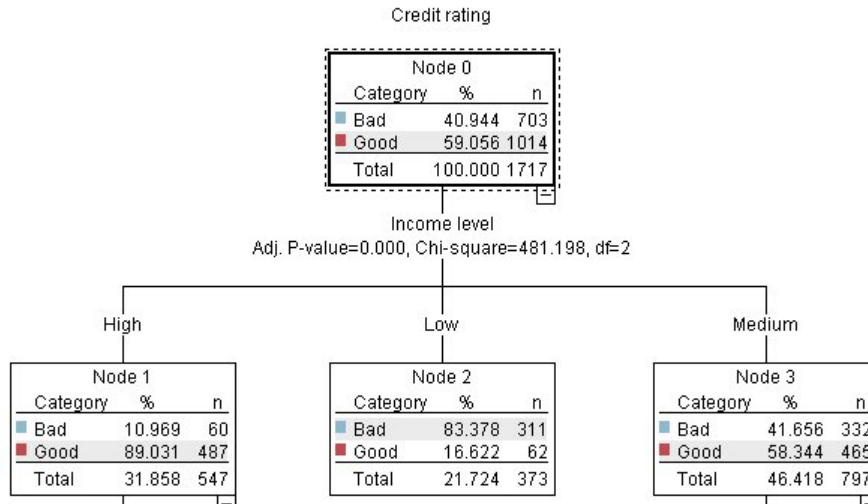 Credit rating
Node 0
Category % n
Bad 40.944 703
Good 59.056 1014
Total 100.000 1717
Income level
Adj. P-value=0.000, Chi-square=481.198, df=2
High
Low
Medium
Node 1
Category % n
Bad 10.969 60
Good 89.031 487
Total 31.858 547
Node 2
Category % n
Bad 83.378 311
Good 16.622 62
Total 21.724 373
Node 3
Category % n
Bad 41.656 332
Good 58.344 465
Total 46.418 797